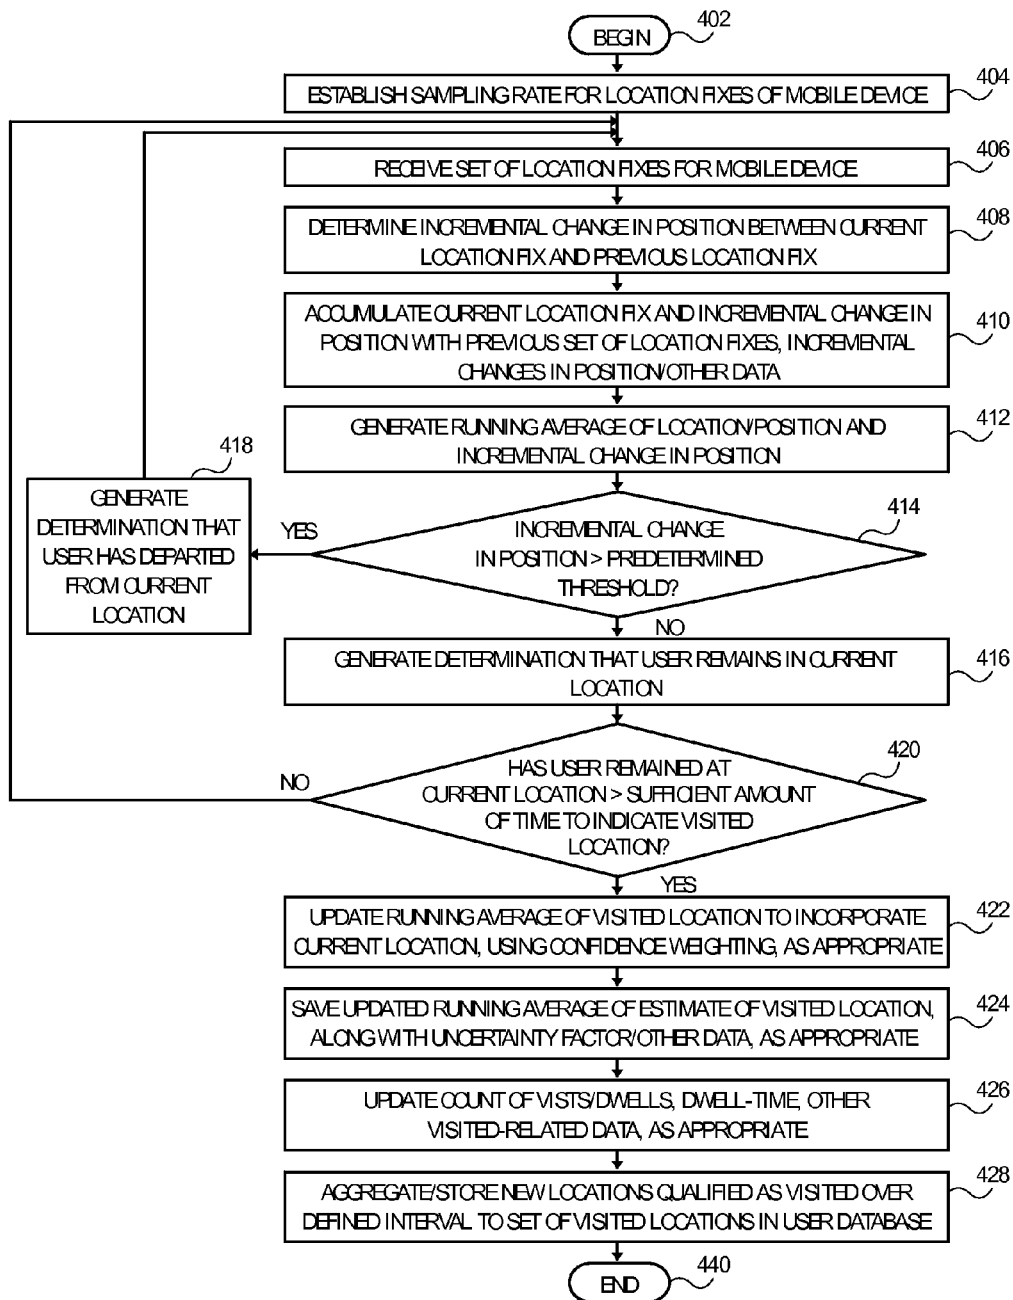 BEGIN
402
ESTABLISH SAMPLING RATE FOR LOCATION FIXES OF MOBILE DEVICE
404
RECEIVE SET OF LOCATION FIXES FOR MOBILE DEVICE
406
DETERMINE INCREMENTAL CHANGE IN POSITION BETWEEN CURRENT
LOCATION FIX AND PREVIOUS LOCATION FIX
408
ACCUMULATE CURRENT LOCATION FIX AND INCREMENTAL CHANGE IN
POSITION WITH PREVIOUS SET OF LOCATION FIXES, INCREMENTAL
CHANGES IN POSITION/OTHER DATA
410
GENERATE RUNNING AVERAGE OF LOCATION/POSITION AND
INCREMENTAL CHANGE IN POSITION
412
418
GENERATE
DETERMINATION THAT
USER HAS DEPARTED
FROM CURRENT
LOCATION
YES
INCREMENTAL CHANGE
IN POSITION > PREDETERMINED
THRESHOLD?
414
NO
GENERATE DETERMINATION THAT USER REMAINS IN CURRENT
LOCATION
416
NO
HAS USER REMAINED AT
CURRENT LOCATION > SUFFICIENT AMOUNT
OF TIME TO INDICATE VISITED
LOCATION?
420
YES
UPDATE RUNNING AVERAGE OF VISITED LOCATION TO INCORPORATE
CURRENT LOCATION, USING CONFIDENCE WEIGHTING, AS APPROPRIATE
422
SAVE UPDATED RUNNING AVERAGE OF ESTIMATE OF VISITED LOCATION,
ALONG WITH UNCERTAINTY FACTOR/OTHER DATA, AS APPROPRIATE
424
UPDATE COUNT OF VISTS/DWELLS, DWELL-TIME, OTHER
VISITED-RELATED DATA, AS APPROPRIATE
426
AGGREGATE/STORE NEW LOCATIONS QUALIFIED AS VISITED OVER
DEFINED INTERVAL TO SET OF VISITED LOCATIONS IN USER DATABASE
428
END
440